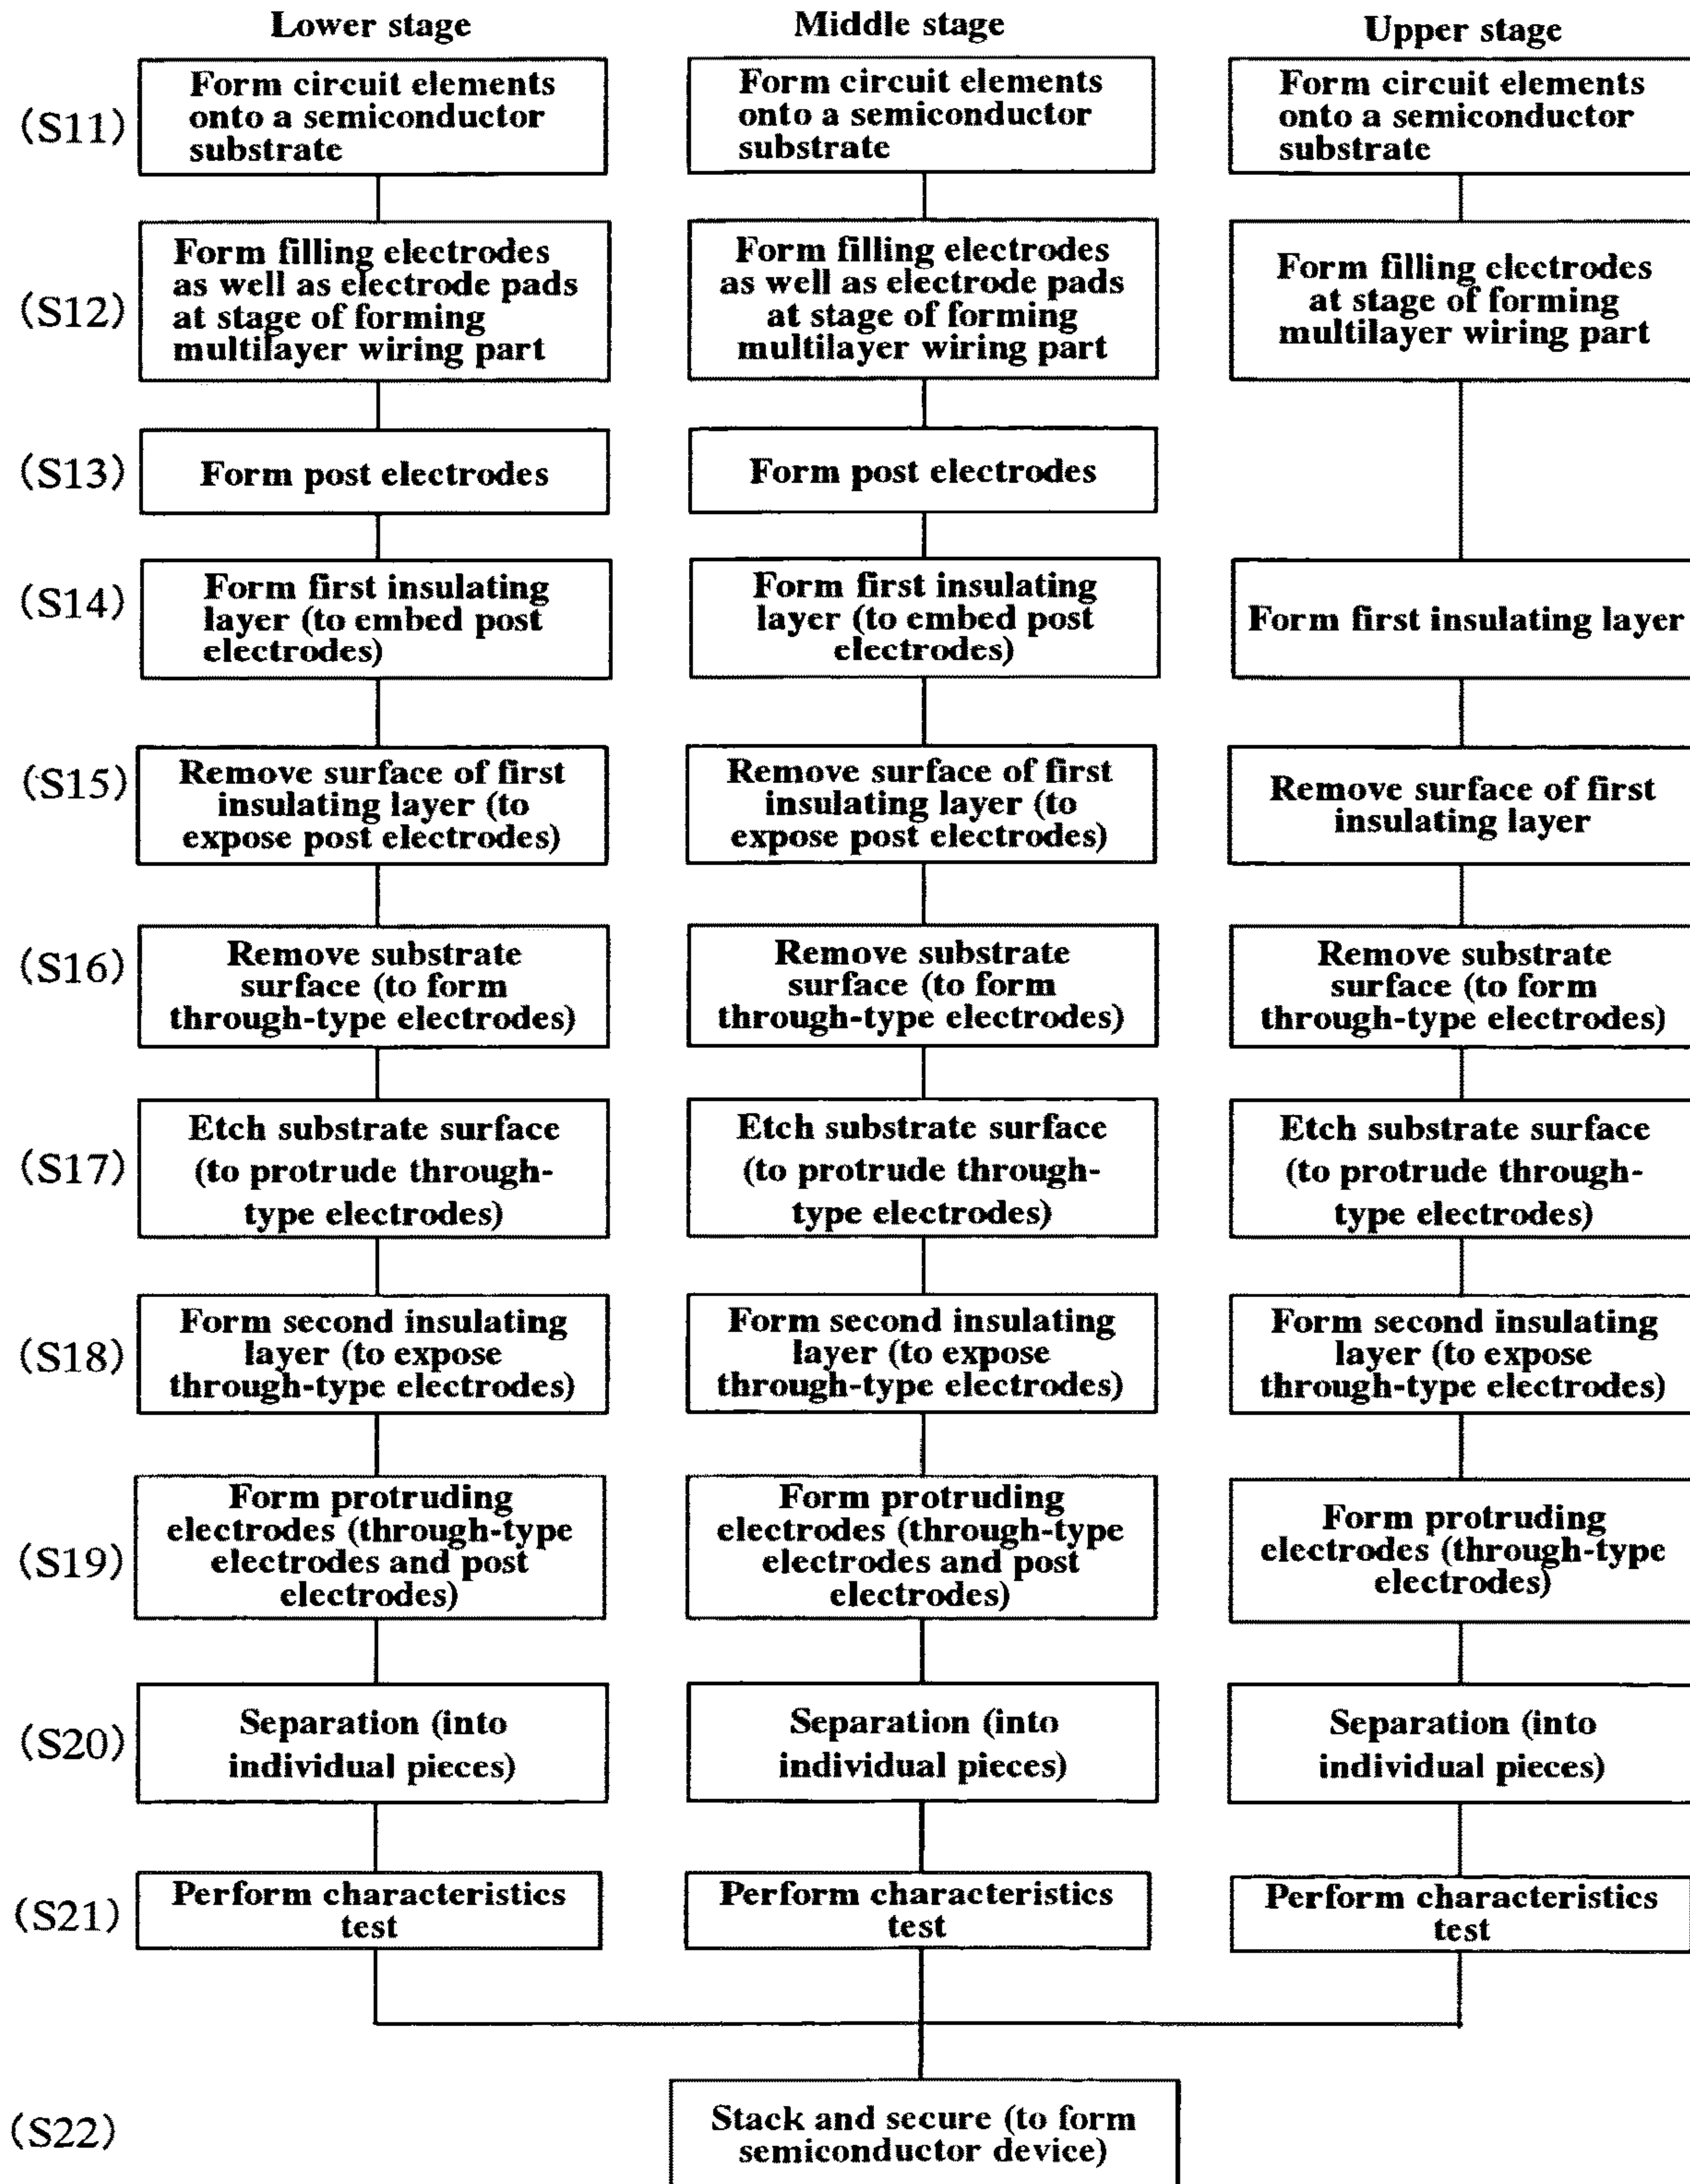 Lower stage
Middle stage
Upper stage
(S11)
Form circuit elements
onto a semiconductor
substrate
Form circuit elements
onto a semiconductor
substrate
Form circuit elements
onto a semiconductor
substrate
(S12)
Form filling electrodes
as well as electrode pads
at stage of forming
multilayer wiring part
Form filling electrodes
as well as electrode pads
at stage of forming
multilayer wiring part
Form filling electrodes
at stage of forming
multilayer wiring part
(S13)
Form post electrodes
Form post electrodes
(S14)
Form first insulating
layer (to embed post
electrodes)
Form first insulating
layer (to embed post
electrodes)
Form first insulating layer
(S15)
Remove surface of first
insulating layer (to
expose post electrodes)
Remove surface of first
insulating layer (to
expose post electrodes)
Remove surface of first
insulating layer
(S16)
Remove substrate
surface (to form
through-type electrodes)
Remove substrate
surface (to form
through-type electrodes)
Remove substrate
surface (to form
through-type electrodes)
(S17)
Etch substrate surface
(to protrude through-
type electrodes)
Etch substrate surface
(to protrude through-
type electrodes)
Etch substrate surface
(to protrude through-
type electrodes)
(S18)
Form second insulating
layer (to expose
through-type electrodes)
Form second insulating
layer (to expose
through-type electrodes)
Form second insulating
layer (to expose
through-type electrodes)
(S19)
Form protruding
electrodes (through-type
electrodes and post
electrodes)
Form protruding
electrodes (through-type
electrodes and post
electrodes)
Form protruding
electrodes (through-type
electrodes)
(S20)
Separation (into
individual pieces)
Separation (into
individual pieces)
Separation (into
individual pieces)
(S21)
Perform characteristics
test
Perform characteristics
test
Perform characteristics
test
(S22)
Stack and secure (to form
semiconductor device)